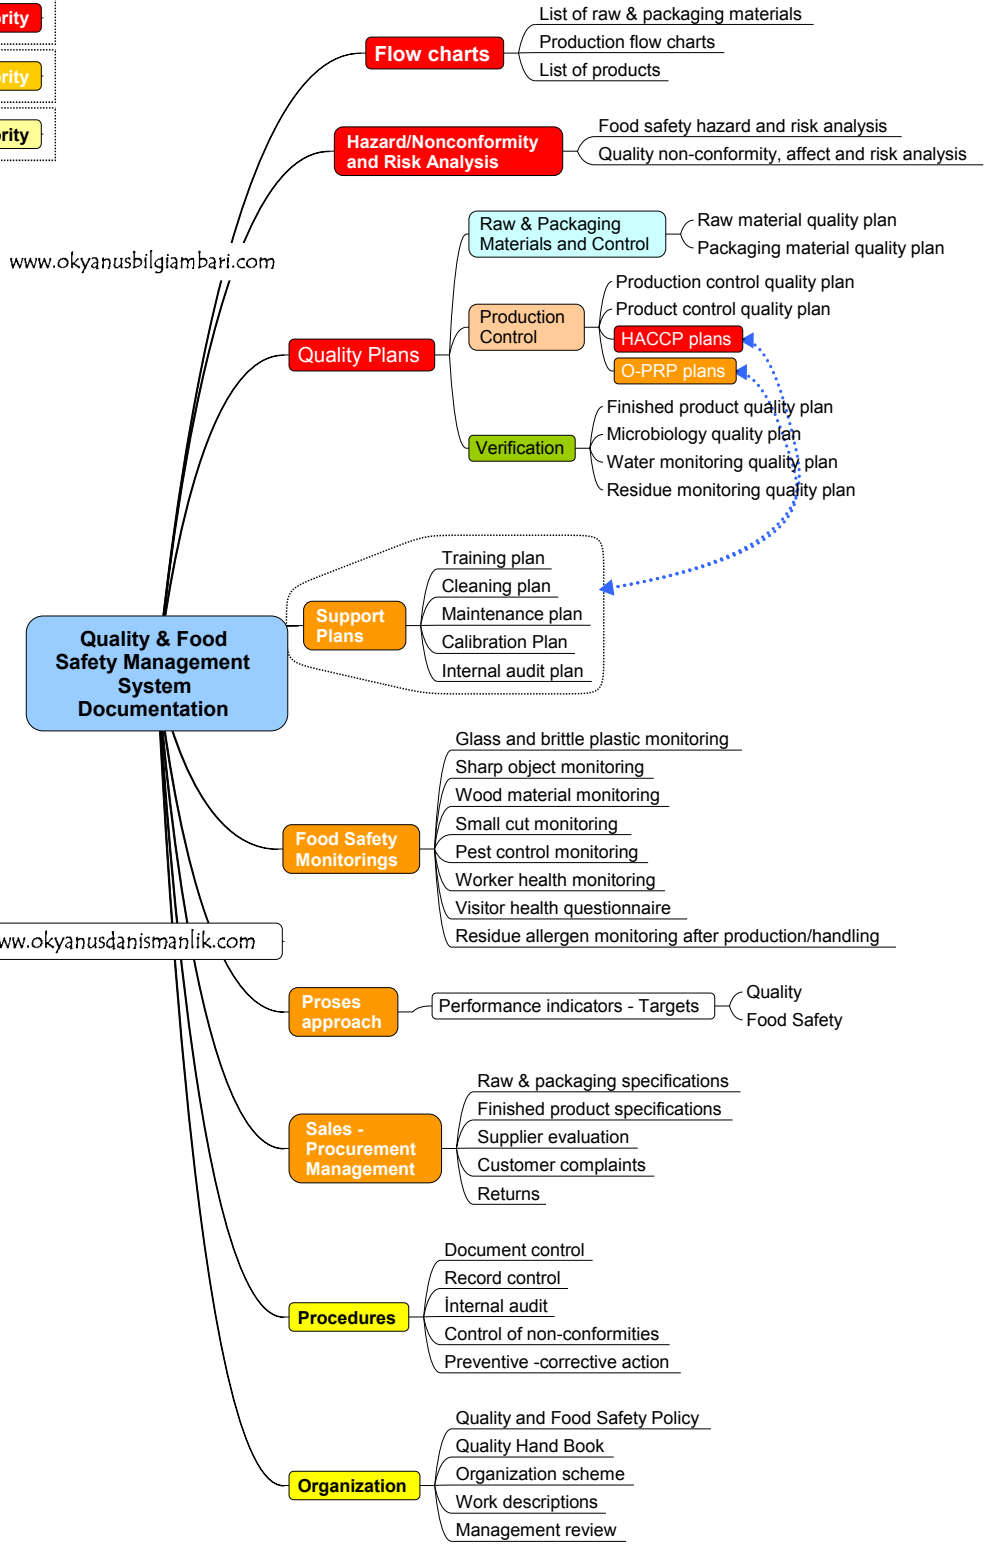 List of raw & packaging materials
Flow charts
Production flow charts
List of products
Hazard/Nonconformity
and Risk Analysis
Food safety hazard and risk analysis
Quality non-conformity, affect and risk analysis
www.okyanusbilgiambari.com
Quality Plans
Raw & Packaging
Materials and Control
Raw material quality plan
Packaging material quality plan
Production
Control
Production control quality plan
Product control quality plan
HACCP plans
O-PRP plans
Verification
Finished product quality plan
Microbiology quality plan
Water monitoring quality plan
Residue monitoring quality plan
Quality & Food
Safety Management
System
Documentation
Support
Plans
Training plan
Cleaning plan
Maintenance plan
Calibration Plan
Internal audit plan
Food Safety
Monitorings
Glass and brittle plastic monitoring
Sharp object monitoring
Wood material monitoring
Small cut monitoring
Pest control monitoring
Worker health monitoring
Visitor health questionnaire
Residue allergen monitoring after production/handling
ww.okyanusdanismanlik.com
Proses
approach
Performance indicators - Targets
Quality
Food Safety
Sales -
Procurement
Management
Raw & packaging specifications
Finished product specifications
Supplier evaluation
Customer complaints
Returns
Procedures
Document control
Record control
İnternal audit
Control of non-conformities
Preventive -corrective action
Organization
Quality and Food Safety Policy
Quality Hand Book
Organization scheme
Work descriptions
Management review